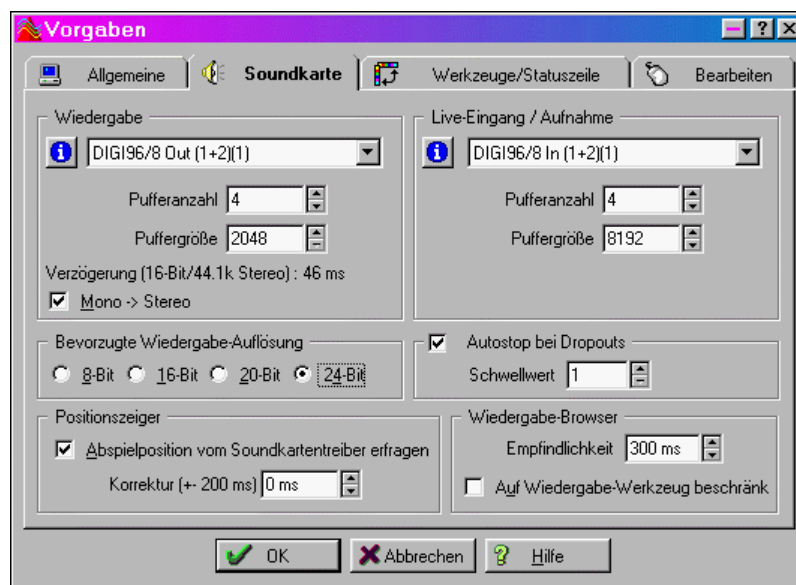 Vorgaben
Allgemeine
Soundkarte
Werkzeuge/Statuszeile
Bearbeiten
Wiedergabe
DIGI96/8 Out (1+2)(1)
Pufferanzahl 4
Puffergröße 2048
Verzögerung (16-Bit/44.1k Stereo) : 46 ms
Mono -> Stereo
Live-Eingang / Aufnahme
DIGI96/8 In (1+2)(1)
Pufferanzahl 4
Puffergröße 8192
Bevorzugte Wiedergabe-Auflösung
8-Bit 16-Bit 20-Bit 24-Bit
Autostop bei Dropouts
Schwellwert 1
Positionszeiger
Abspielposition vom Soundkartentreiber erfragen
Korrektur (+- 200 ms) 0 ms
Wiedergabe-Browser
Empfindlichkeit 300 ms
Auf Wiedergabe-Werkzeug beschränk
OK
Abbrechen
Hilfe